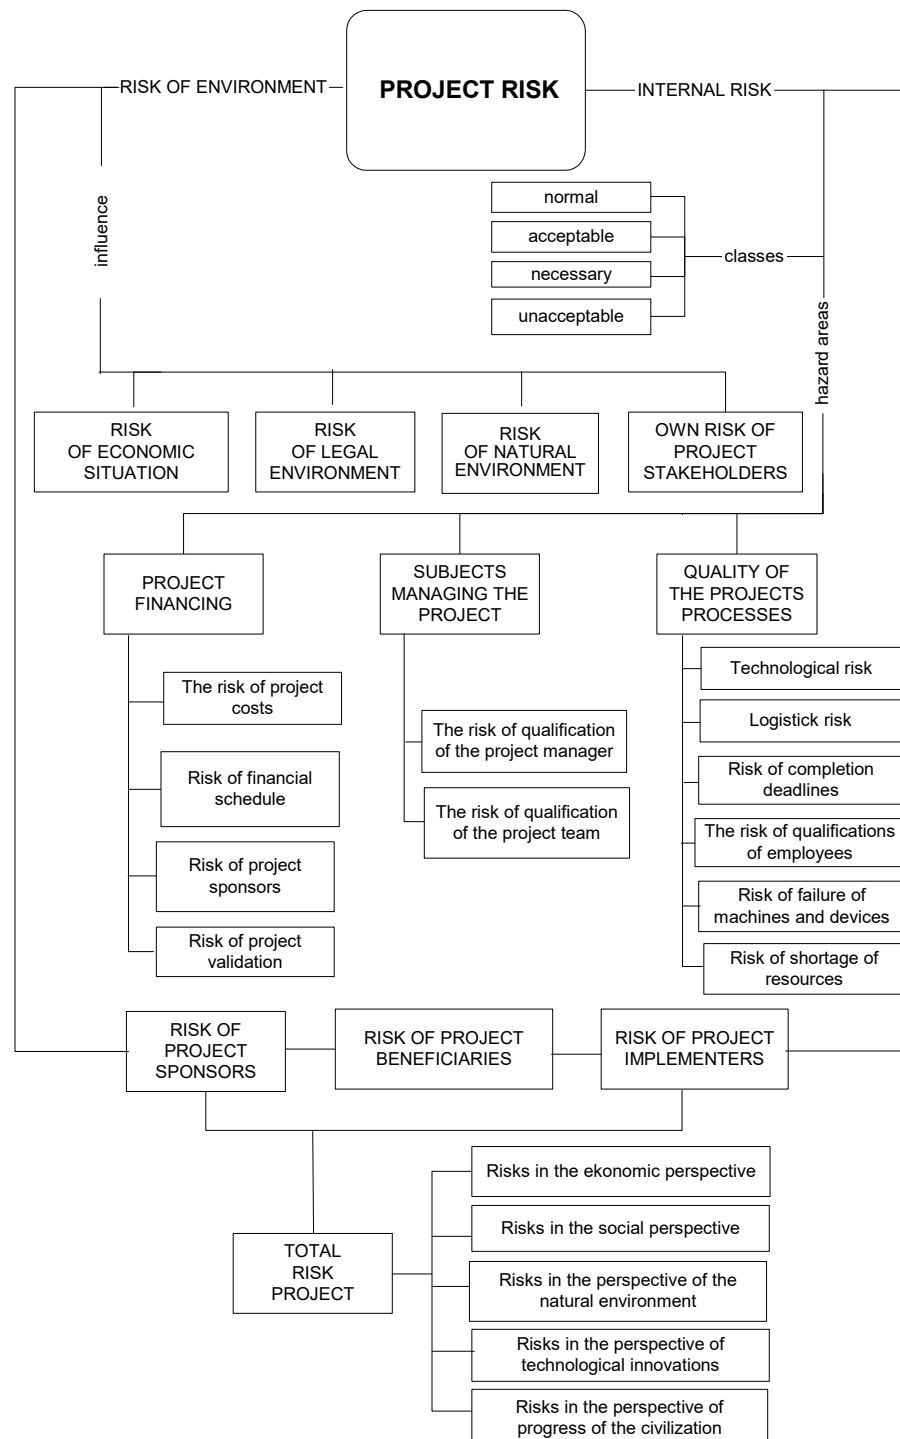 PROJECT RISK
RISK OF ENVIRONMENT
INTERNAL RISK
influence
normal
acceptable
necessary
unacceptable
classes
hazard areas
RISK
OF ECONOMIC
SITUATION
RISK
OF LEGAL
ENVIRONMENT
RISK
OF NATURAL
ENVIRONMENT
OWN RISK OF
PROJECT
STAKEHOLDERS
PROJECT
FINANCING
SUBJECTS
MANAGING THE
PROJECT
QUALITY OF
THE PROJECTS
PROCESSES
The risk of project
costs
Risk of financial
schedule
Risk of project
sponsors
Risk of project
validation
The risk of qualification
of the project manager
The risk of qualification
of the project team
Technological risk
Logistick risk
Risk of completion
deadlines
The risk of qualifications
of employees
Risk of failure of
machines and devices
Risk of shortage of
resources
RISK OF
PROJECT
SPONSORS
RISK OF PROJECT
BENEFICIARIES
RISK OF PROJECT
IMPLEMENTERS
TOTAL
RISK
PROJECT
Risks in the ekonomic perspective
Risks in the social perspective
Risks in the perspective of the
natural environment
Risks in the perspective of
technological innovations
Risks in the perspective of
progress of the civilization